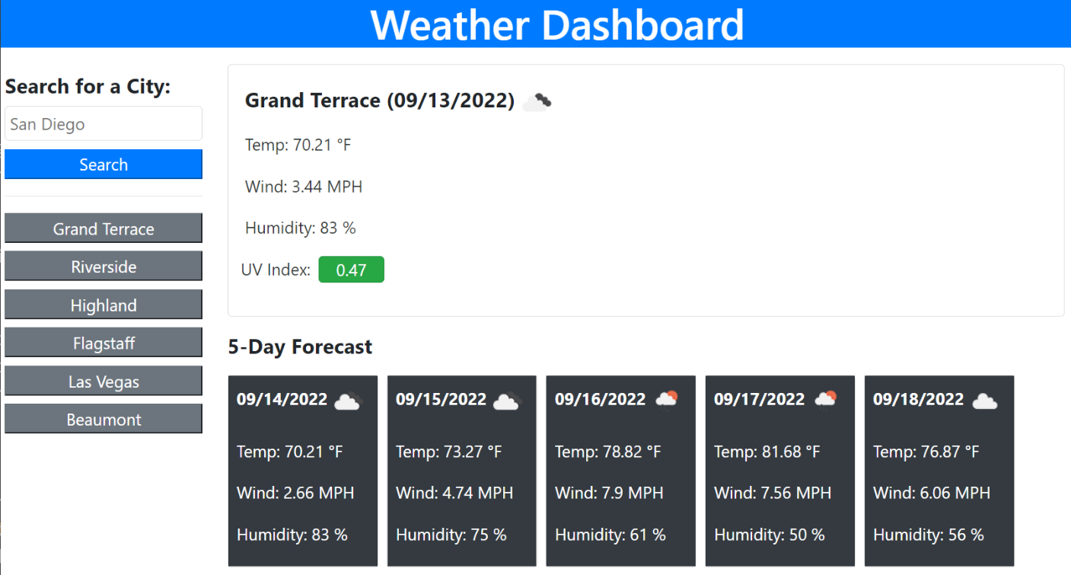 Weather Dashboard
Search for a City:
San Diego
Search
Grand Terrace
Riverside
Highland
Flagstaff
Las Vegas
Beaumont
Grand Terrace (09/13/2022)
Temp: 70.21 °F
Wind: 3.44 MPH
Humidity: 83 %
UV Index: 0.47
5-Day Forecast
09/14/2022
Temp: 70.21 °F
Wind: 2.66 MPH
Humidity: 83 %
09/15/2022
Temp: 73.27 °F
Wind: 4.74 MPH
Humidity: 75 %
09/16/2022
Temp: 78.82 °F
Wind: 7.9 MPH
Humidity: 61 %
09/17/2022
Temp: 81.68 °F
Wind: 7.56 MPH
Humidity: 50 %
09/18/2022
Temp: 76.87 °F
Wind: 6.06 MPH
Humidity: 56 %